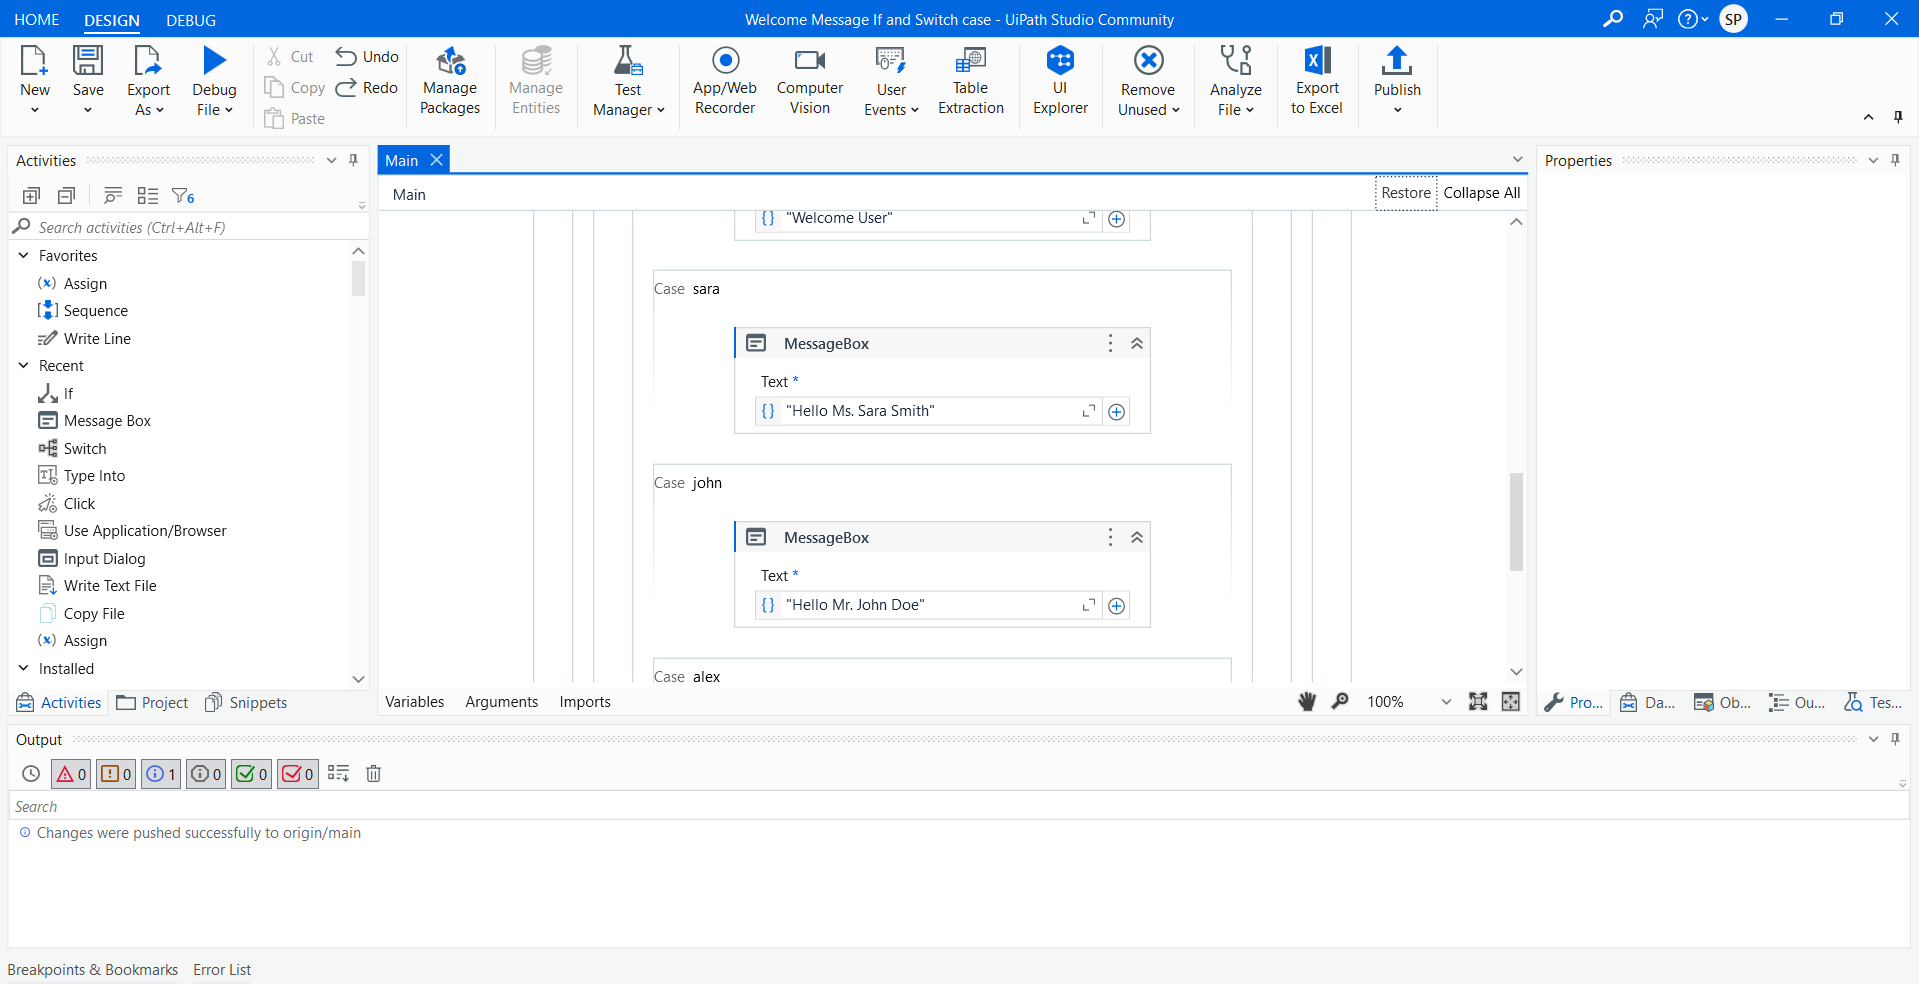 HOME DESIGN DEBUG
Welcome Message If and Switch case - UiPath Studio Community
SP
New
Save
Export As
Debug File
Cut
Copy
Paste
Undo
Redo
Manage Packages
Manage Entities
Test Manager
App/Web Recorder
Computer Vision
User Events
Table Extraction
UI Explorer
Remove Unused
Analyze File
Export to Excel
Publish
Activities
6
Search activities (Ctrl+Alt+F)
Favorites
Assign
Sequence
Write Line
Recent
If
Message Box
Switch
Type Into
Click
Use Application/Browser
Input Dialog
Write Text File
Copy File
Assign
Installed
Activities Project Snippets
Main
Main
Restore Collapse All
"Welcome User"
Case sara
MessageBox
Text *
"Hello Ms. Sara Smith"
Case john
MessageBox
Text *
"Hello Mr. John Doe"
Case alex
Variables Arguments Imports
100%
Properties
Pro... Da... Ob... Ou... Tes...
Output
0 0 1 0 0 0
Search
Changes were pushed successfully to origin/main
Breakpoints & Bookmarks Error List